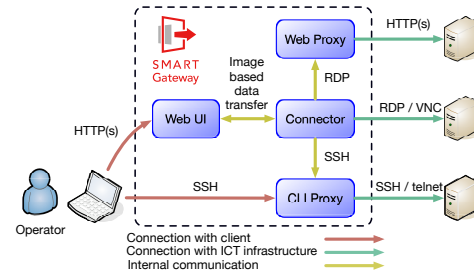 HTTP(s)
Web Proxy
SMART
Gateway
Image
based
data
transfer
RDP
HTTP(s)
Web UI
Connector
RDP / VNC
SSH
SSH
CLI Proxy
SSH / telnet
Operator
Connection with client
Connection with ICT infrastructure
Internal communication